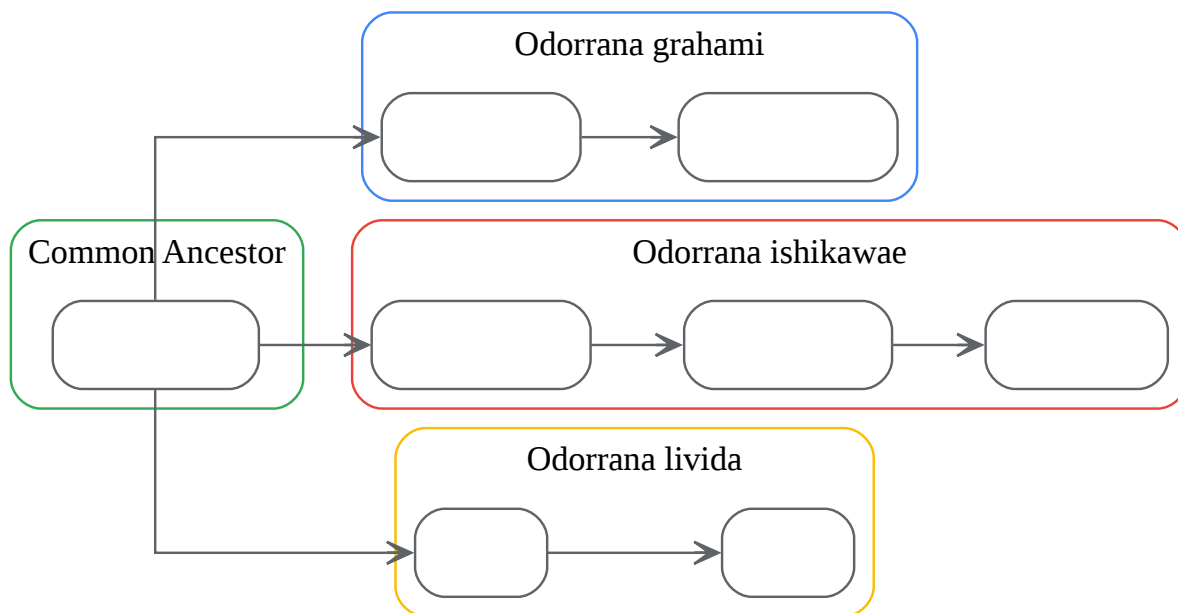 Odorrana grahami
Common Ancestor
Odorrana ishikawae
Odorrana livida